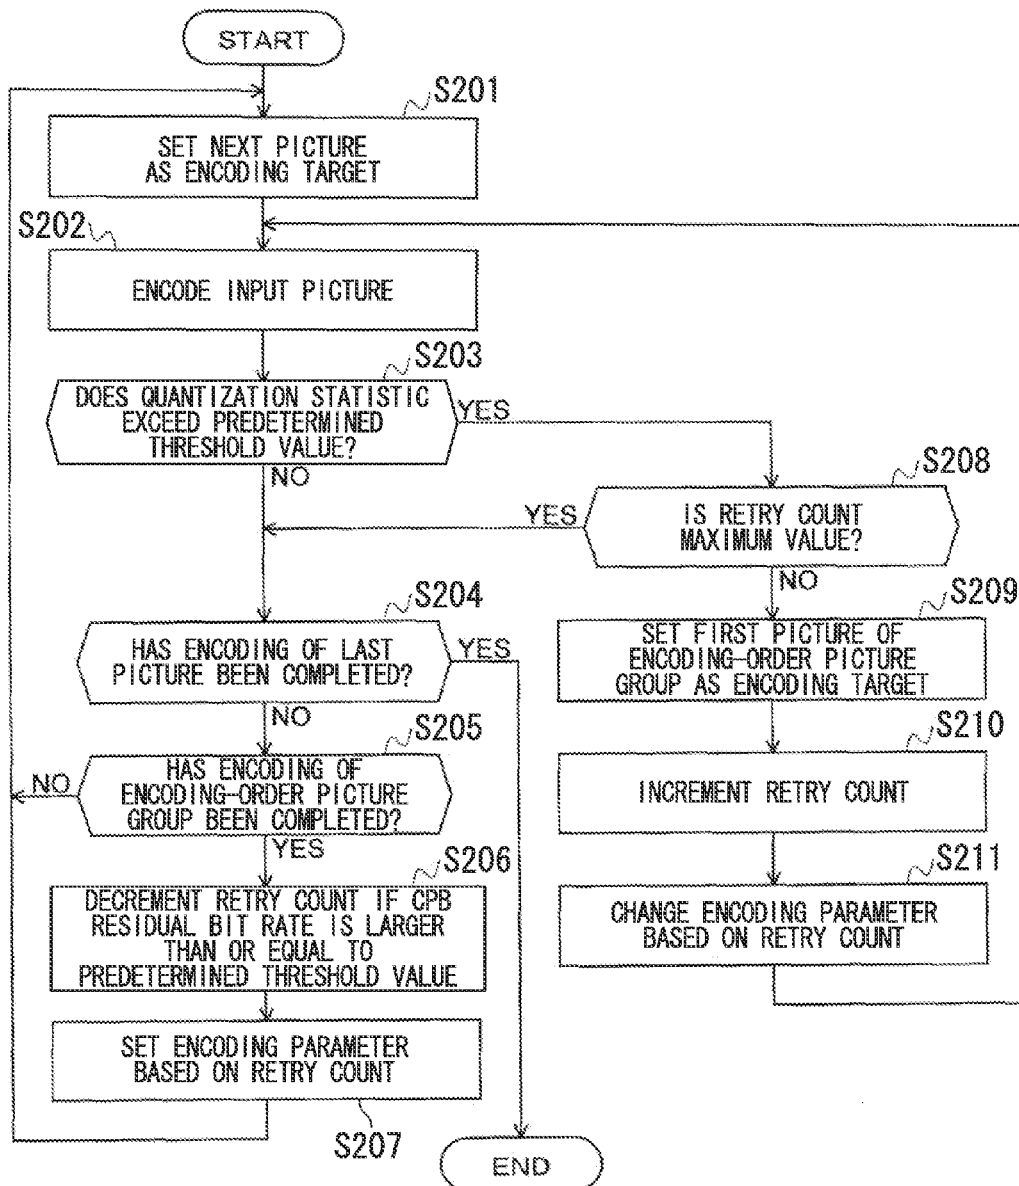 START
S201
SET NEXT PICTURE
AS ENCODING TARGET
S202
ENCODE INPUT PICTURE
S203
DOES QUANTIZATION STATISTIC
EXCEED PREDETERMINED
THRESHOLD VALUE?
YES
NO
S208
IS RETRY COUNT
MAXIMUM VALUE?
YES
NO
S204
HAS ENCODING OF LAST
PICTURE BEEN COMPLETED?
YES
NO
S209
SET FIRST PICTURE OF
ENCODING-ORDER PICTURE
GROUP AS ENCODING TARGET
S205
HAS ENCODING OF
ENCODING-ORDER PICTURE
GROUP BEEN COMPLETED?
NO
YES
S210
INCREMENT RETRY COUNT
S206
DECREMENT RETRY COUNT IF CPB
RESIDUAL BIT RATE IS LARGER
THAN OR EQUAL TO
PREDETERMINED THRESHOLD VALUE
S211
CHANGE ENCODING PARAMETER
BASED ON RETRY COUNT
SET ENCODING PARAMETER
BASED ON RETRY COUNT
S207
END